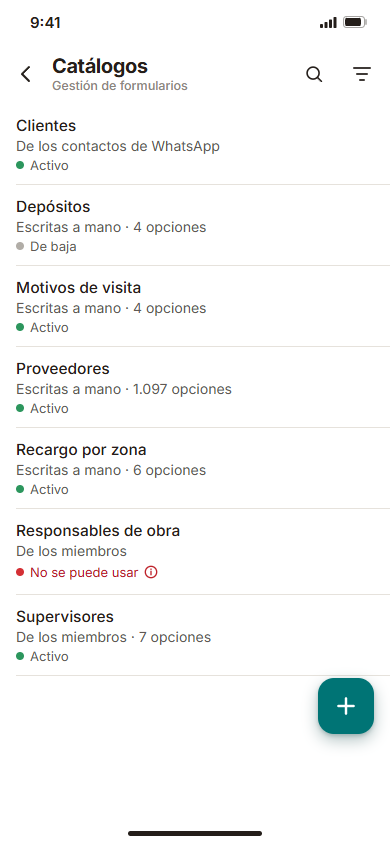 9:41
Catálogos
Gestión de formularios
Clientes
De los contactos de WhatsApp
Activo
Depósitos
Escritas a mano · 4 opciones
De baja
Motivos de visita
Escritas a mano · 4 opciones
Activo
Proveedores
Escritas a mano · 1.097 opciones
Activo
Recargo por zona
Escritas a mano · 6 opciones
Activo
Responsables de obra
De los miembros
No se puede usar
Supervisores
De los miembros · 7 opciones
Activo